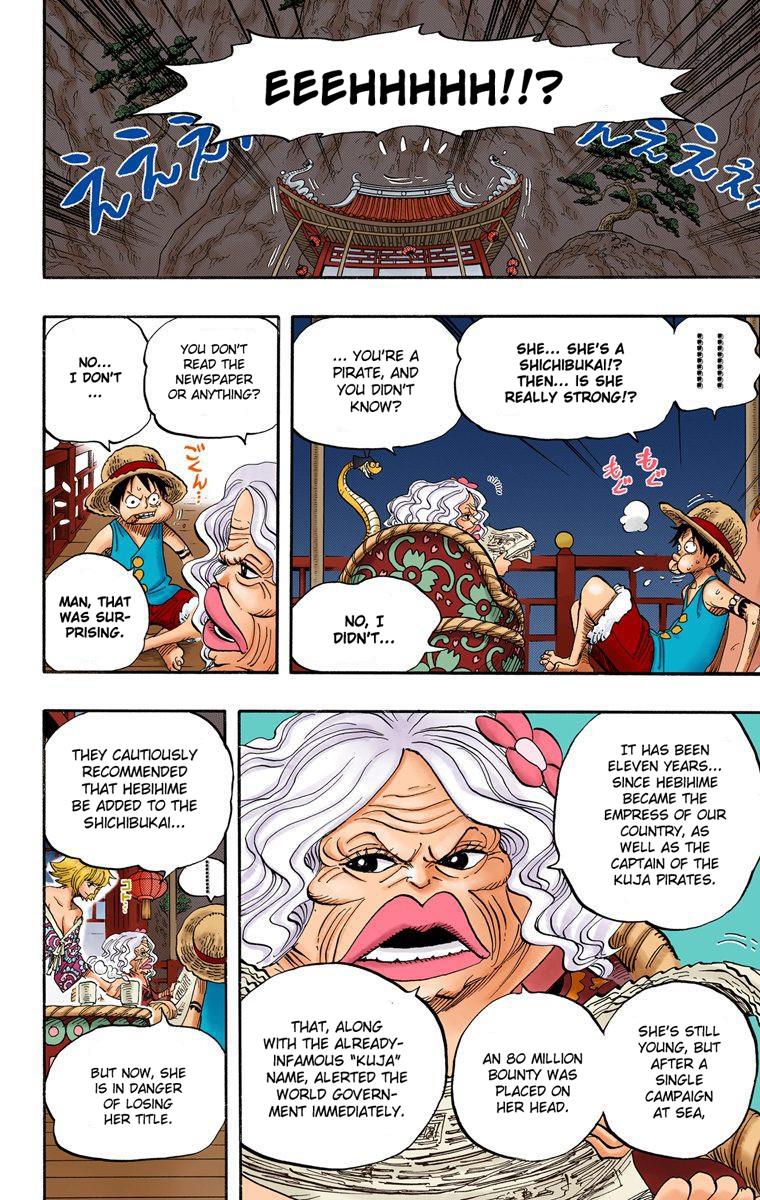 EEEHHHHH!!?
えええ
んえええぇ
!!!!!!!!
SHE... SHE'S A
SHICHIBUKAI!?
THEN... IS SHE
REALLY STRONG!?
... YOU'RE A
PIRATE, AND
YOU DIDN'T
KNOW?
もぐ
もぐ
NO, I
DIDN'T...
YOU DON'T
READ THE
NEWSPAPER
OR ANYTHING?
NO...
I DON'T
...
ごくん…
MAN, THAT
WAS SUR-
PRISING.
IT HAS BEEN
ELEVEN YEARS...
SINCE HEBIHIME
BECAME THE
EMPRESS OF OUR
COUNTRY, AS
WELL AS THE
CAPTAIN OF THE
KUJA PIRATES.
SHE'S STILL
YOUNG, BUT
AFTER A
SINGLE
CAMPAIGN
AT SEA,
AN 80 MILLION
BOUNTY WAS
PLACED ON
HER HEAD.
THAT, ALONG
WITH THE ALREADY-
INFAMOUS "KUJA"
NAME, ALERTED THE
WORLD GOVERN-
MENT IMMEDIATELY.
THEY CAUTIOUSLY
RECOMMENDED
THAT HEBIHIME
BE ADDED TO THE
SHICHIBUKAI...
........
コト…
BUT NOW, SHE
IS IN DANGER
OF LOSING
HER TITLE.